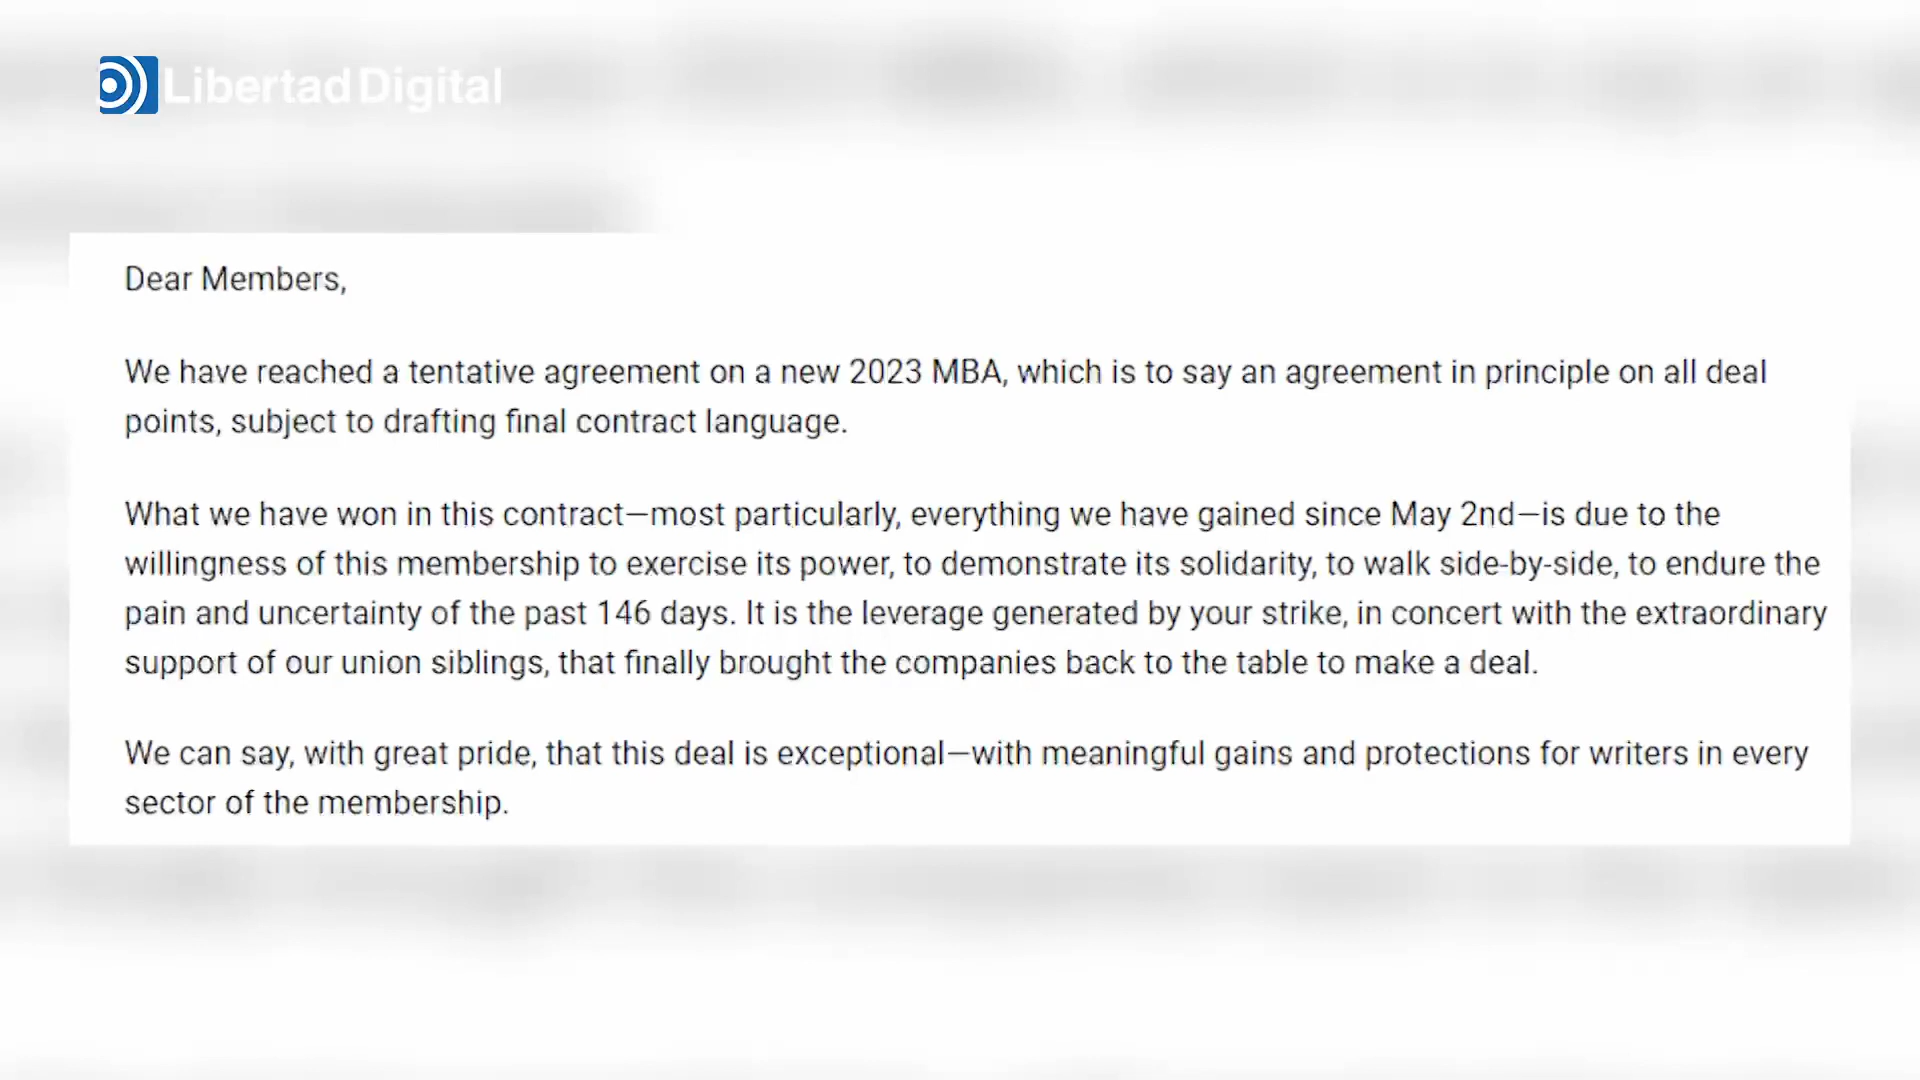 Libertad Digital
Dear Members,
We have reached a tentative agreement on a new 2023 MBA, which is to say an agreement in principle on all deal
points, subject to drafting final contract language.
What we have won in this contract—most particularly, everything we have gained since May 2nd—is due to the
willingness of this membership to exercise its power, to demonstrate its solidarity, to walk side-by-side, to endure the
pain and uncertainty of the past 146 days. It is the leverage generated by your strike, in concert with the extraordinary
support of our union siblings, that finally brought the companies back to the table to make a deal.
We can say, with great pride, that this deal is exceptional—with meaningful gains and protections for writers in every
sector of the membership.